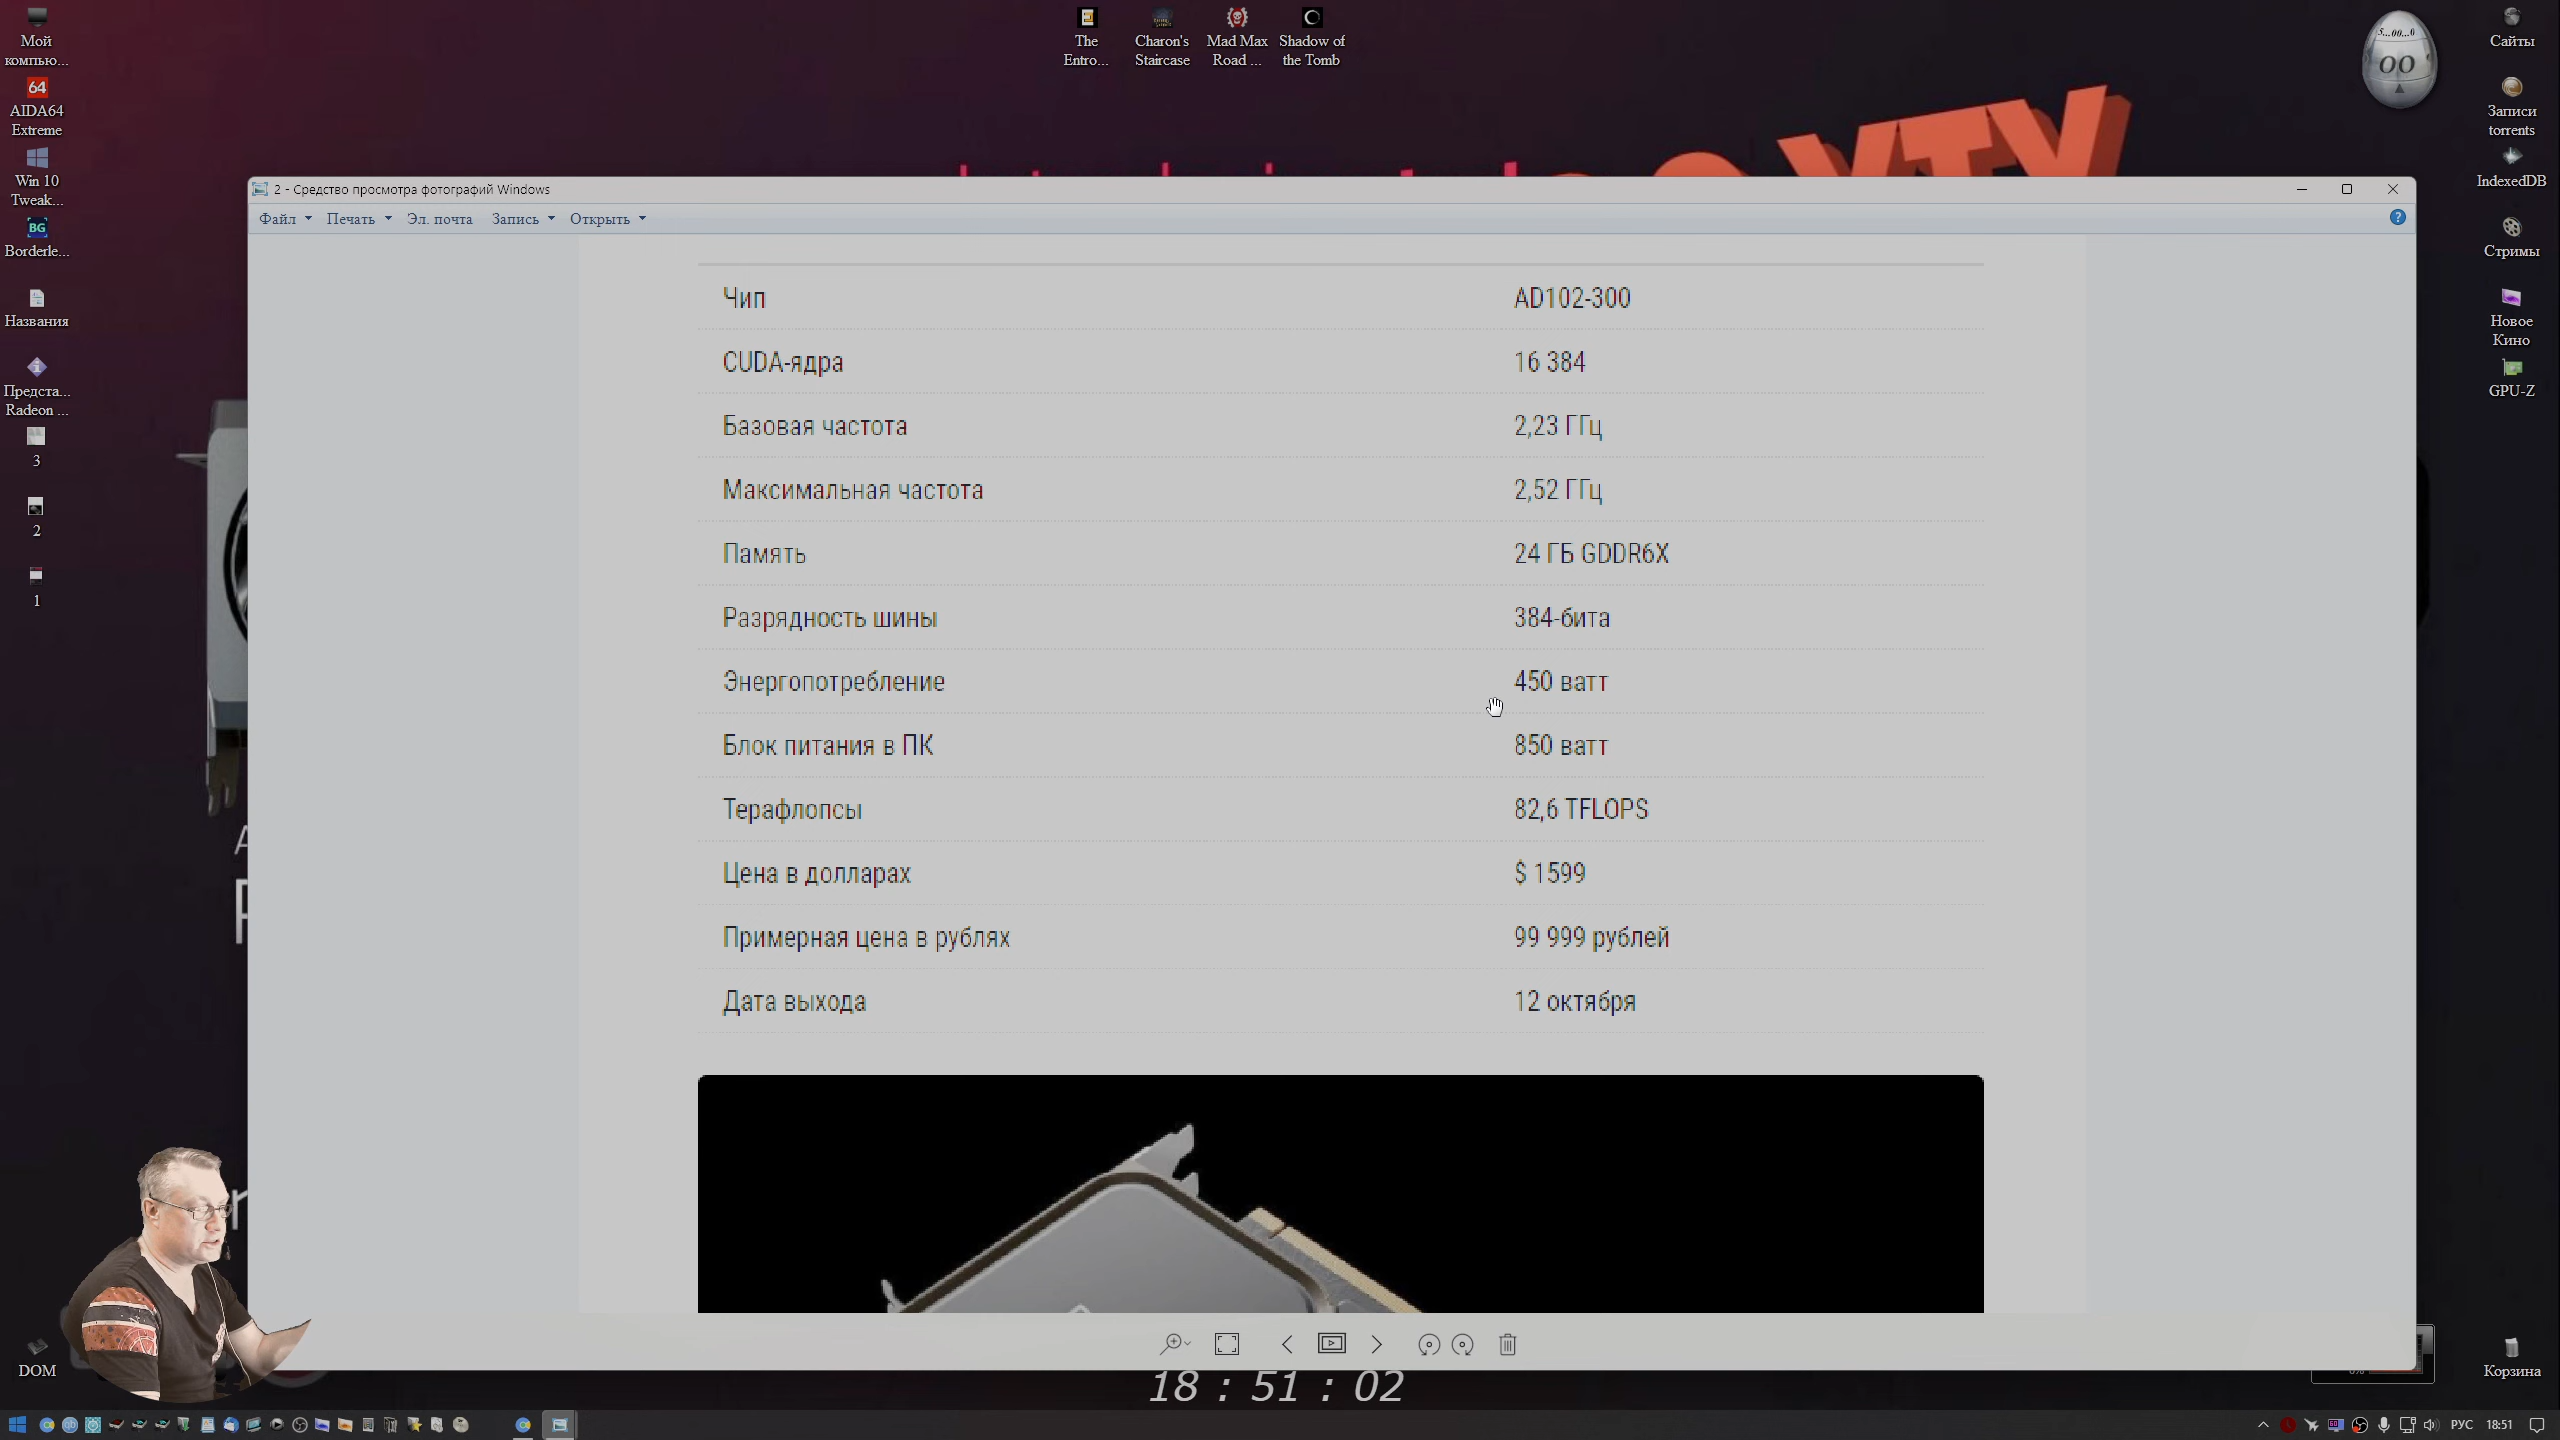 Мой
компью...
AIDA64
Extreme
Win 10
Tweak...
BG
Borderle...
Названия
Предста...
Radeon ...
3
2
1
DOM
The
Entro...
Charon's
Staircase
Mad Max
Road ...
Shadow of
the Tomb
Сайты
Записи
torrents
IndexedDB
Стримы
Новое
Кино
GPU-Z
Корзина
2 - Средство просмотра фотографий Windows
Файл Печать Эл. почта Запись Открыть
Чип AD102-300
CUDA-ядра 16 384
Базовая частота 2,23 ГГц
Максимальная частота 2,52 ГГц
Память 24 ГБ GDDR6X
Разрядность шины 384-бита
Энергопотребление 450 ватт
Блок питания в ПК 850 ватт
Терафлопсы 82,6 TFLOPS
Цена в долларах $ 1599
Примерная цена в рублях 99 999 рублей
Дата выхода 12 октября
18 : 51 : 02
РУС 18:51